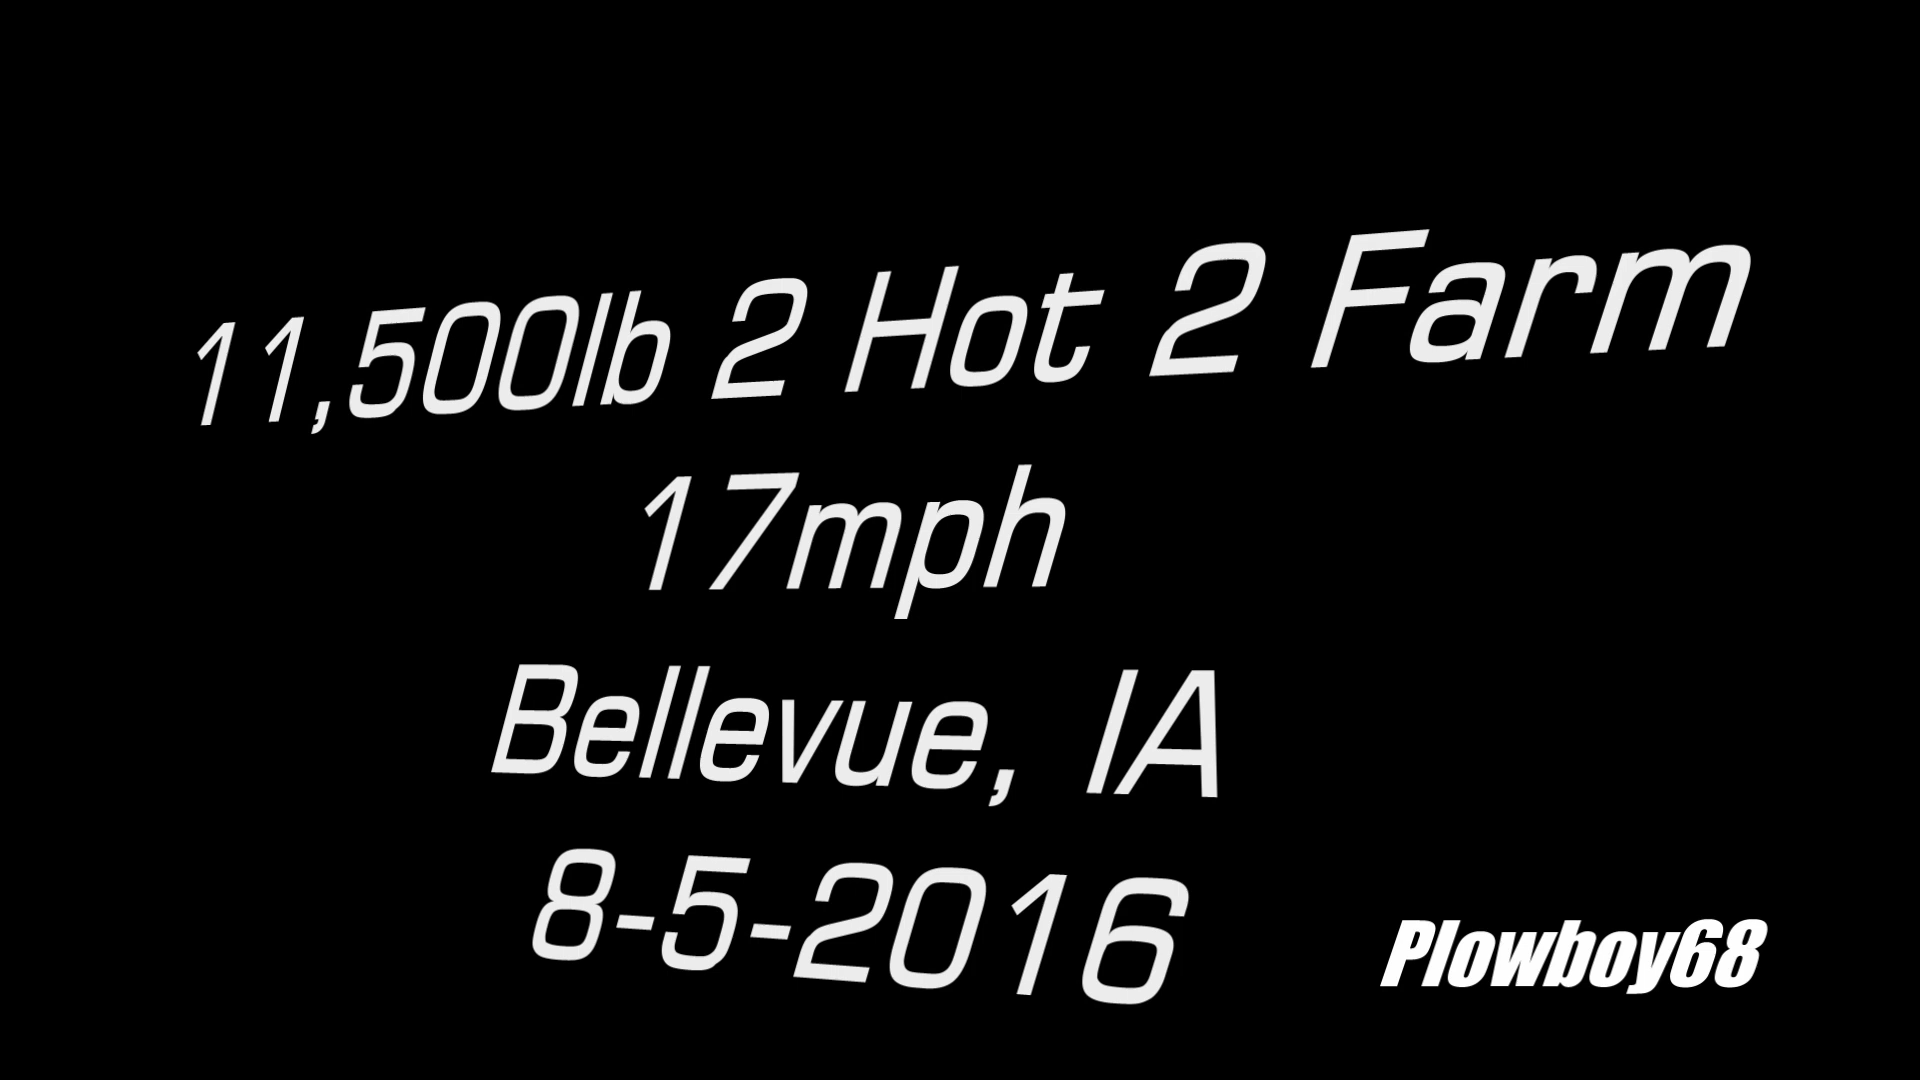 11,500lb 2 Hot 2 Farm
17mph
Bellevue, IA
8-5-2016
Plowboy68